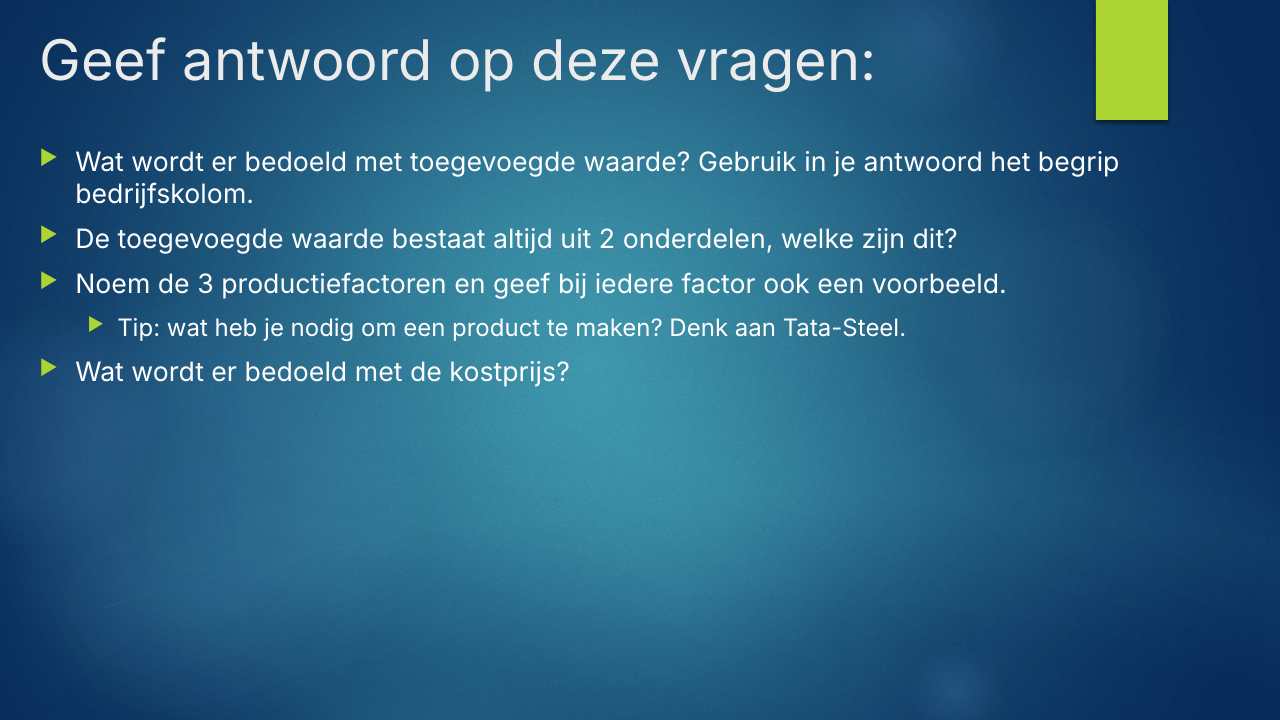 Geef antwoord op deze vragen:
Wat wordt er bedoeld met toegevoegde waarde? Gebruik in je antwoord het begrip
bedrijfskolom.
De toegevoegde waarde bestaat altijd uit 2 onderdelen, welke zijn dit?
Noem de 3 productiefactoren en geef bij iedere factor ook een voorbeeld.
Tip: wat heb je nodig om een product te maken? Denk aan Tata-Steel.
Wat wordt er bedoeld met de kostprijs?